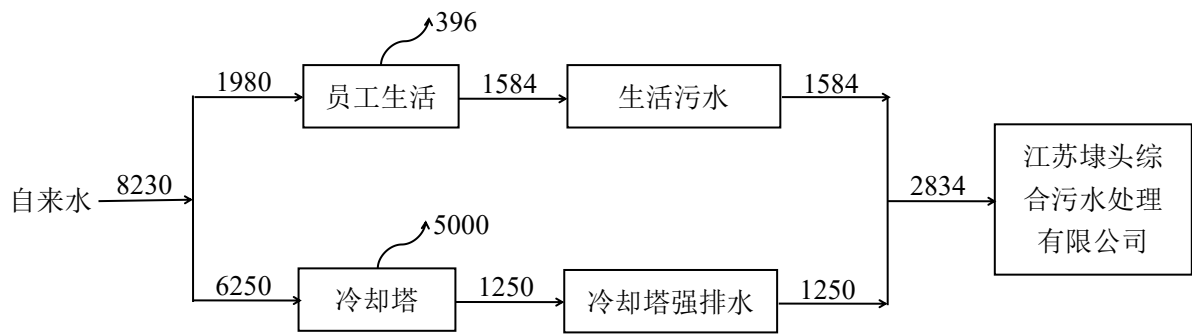 396
1980
员工生活
1584
生活污水
1584
自来水
8230
2834
江苏埭头综
合污水处理
有限公司
5000
6250
冷却塔
1250
冷却塔强排水
1250